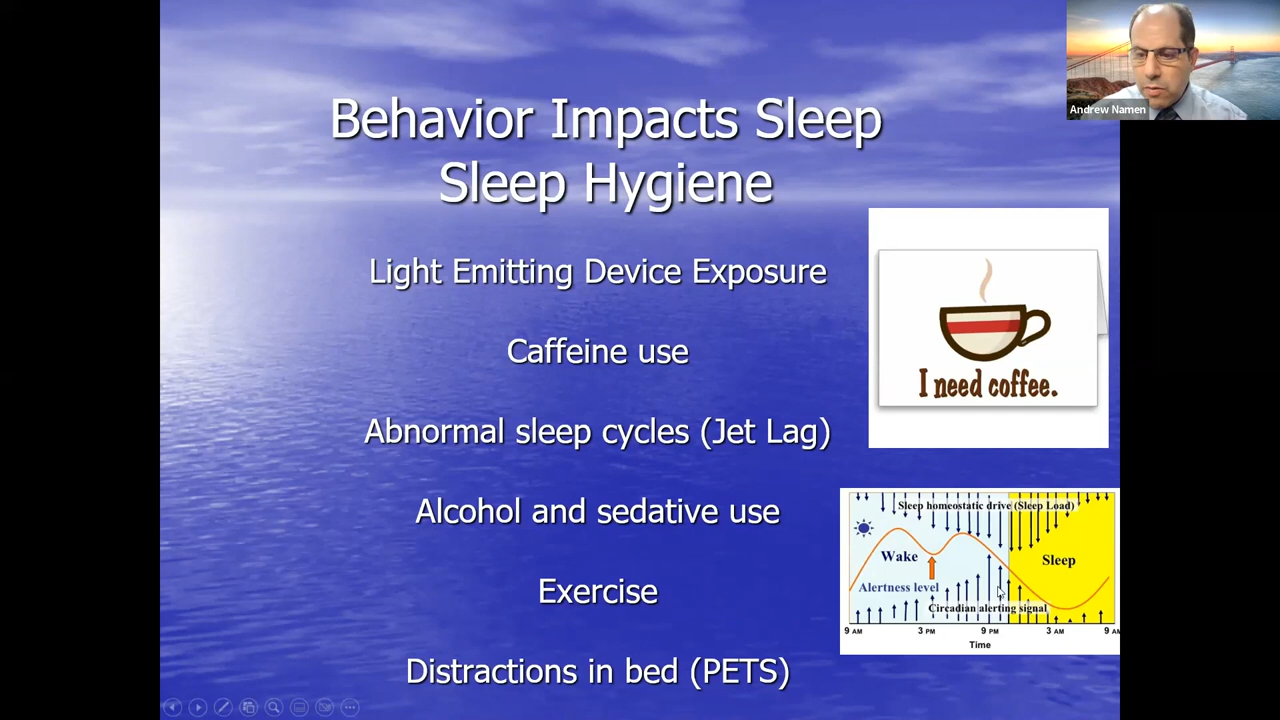 Behavior Impacts Sleep
Sleep Hygiene
Light Emitting Device Exposure
Caffeine use
Abnormal sleep cycles (Jet Lag)
Alcohol and sedative use
Exercise
Distractions in bed (PETS)
Andrew Namen
I need coffee.
Sleep homeostatic drive (Sleep Load)
Wake
Sleep
Alertness level
Circadian alerting signal
9 AM 3 PM 9 PM 3 AM 9 AM
Time